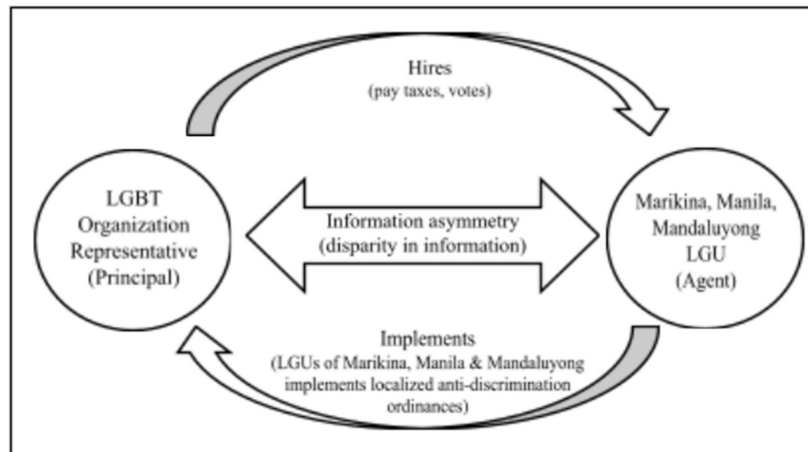 Hires
(pay taxes, votes)
LGBT
Organization
Representative
(Principal)
Information asymmetry
(disparity in information)
Marikina, Manila,
Mandaluyong
LGU
(Agent)
Implements
(LGUs of Marikina, Manila & Mandaluyong
implements localized anti-discrimination
ordinances)